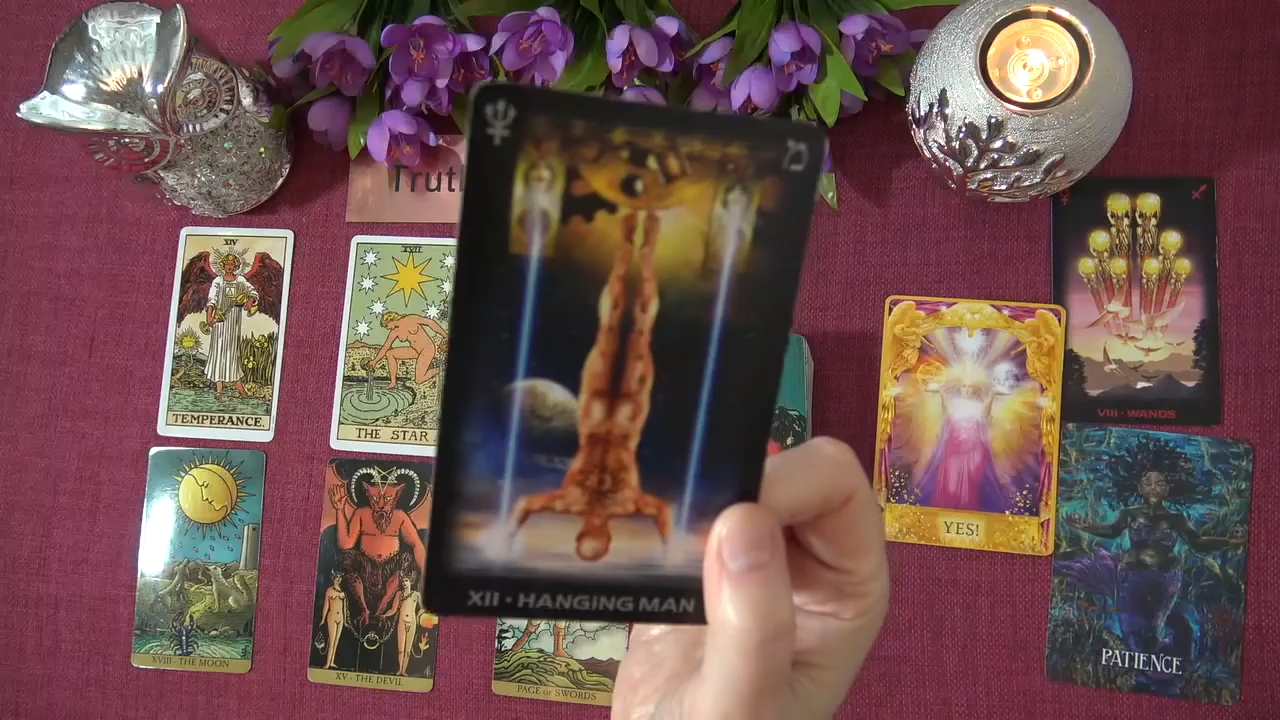 Trut
XIV
TEMPERANCE.
XVII
THE STAR
מ
XII • HANGING MAN
VIII • WANDS
YES!
XVIII • THE MOON
XV • THE DEVIL
PAGE OF SWORDS
PATIENCE